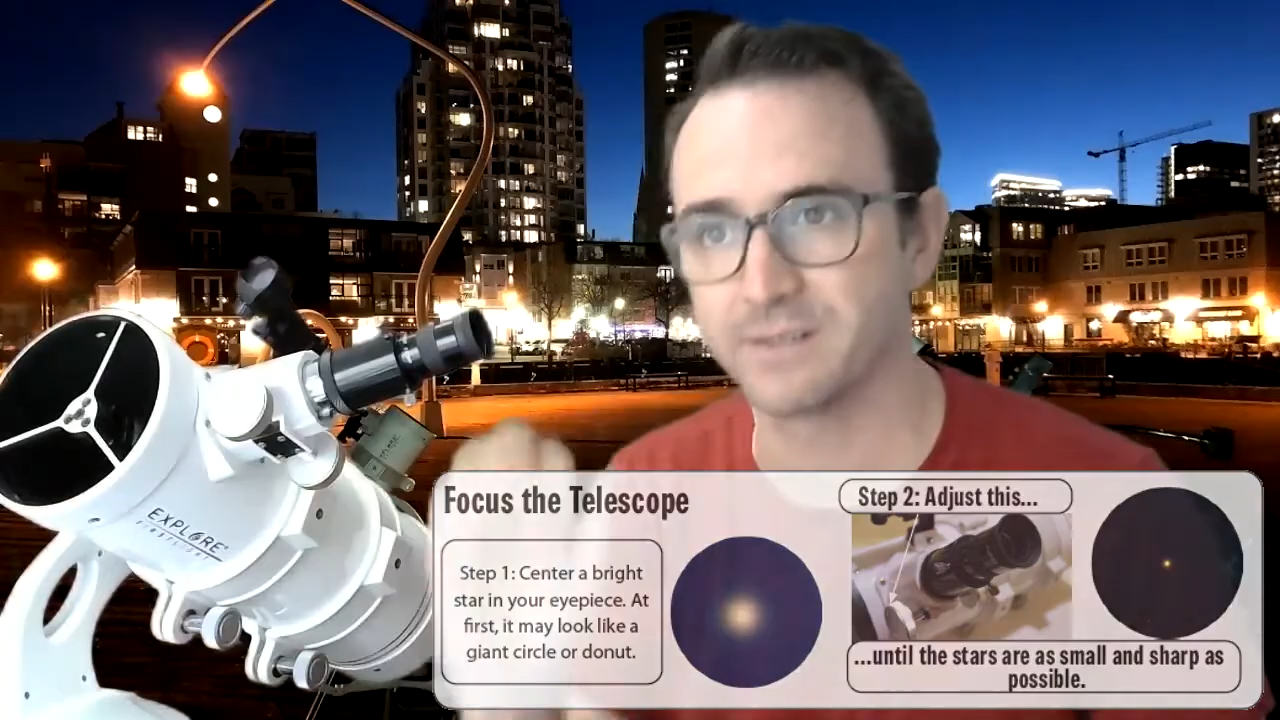 EXPLORE
Focus the Telescope
Step 1: Center a bright
star in your eyepiece. At
first, it may look like a
giant circle or donut.
Step 2: Adjust this...
...until the stars are as small and sharp as
possible.